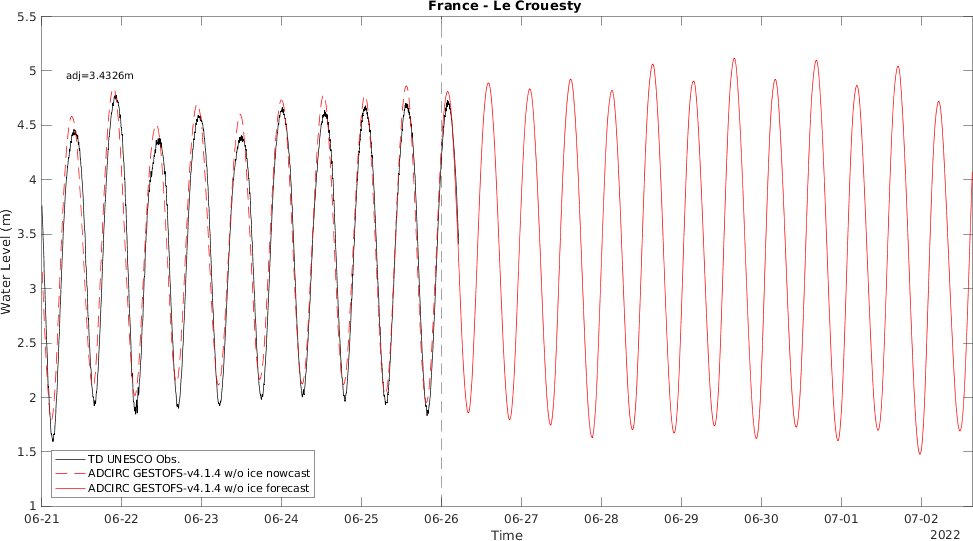 France - Le Crouesty
adj=3.4326m
Water Level (m)
5.5
5
4.5
4
3.5
3
2.5
2
1.5
1
TD UNESCO Obs.
ADCIRC GESTOFS-v4.1.4 w/o ice nowcast
ADCIRC GESTOFS-v4.1.4 w/o ice forecast
06-21 06-22 06-23 06-24 06-25 06-26 06-27 06-28 06-29 06-30 07-01 07-02
2022
Time